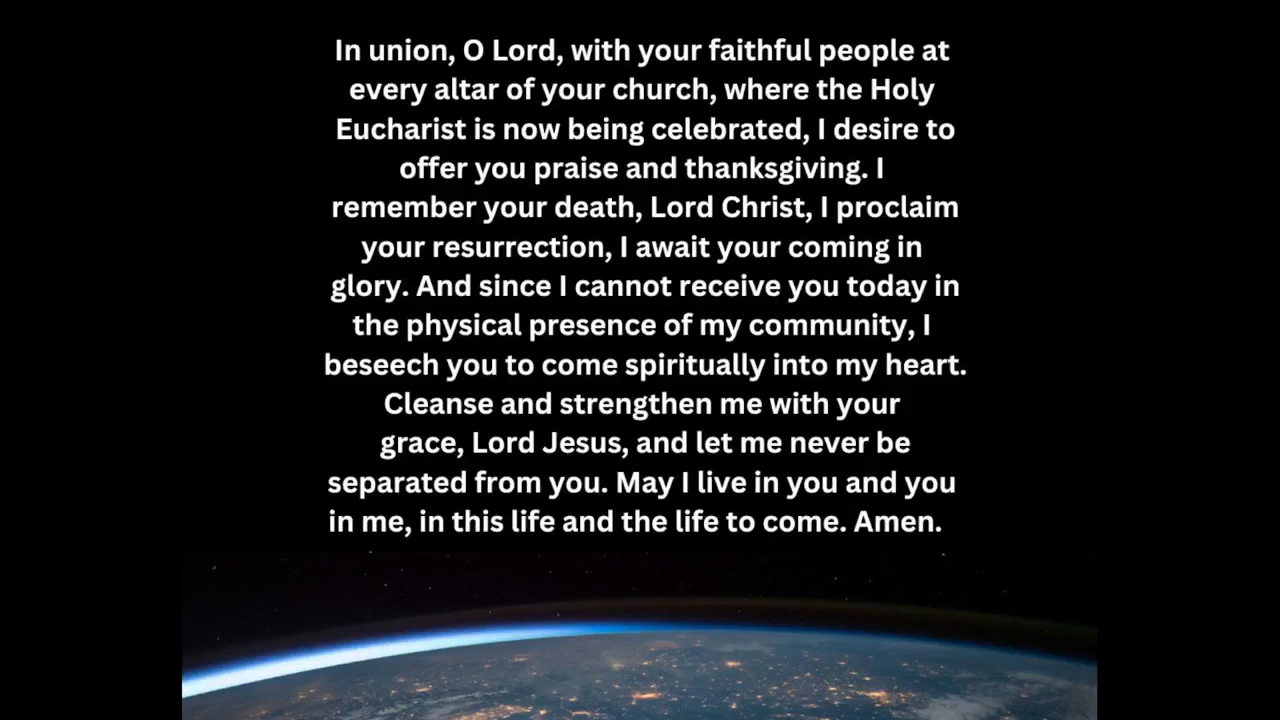 In union, O Lord, with your faithful people at
every altar of your church, where the Holy
Eucharist is now being celebrated, I desire to
offer you praise and thanksgiving. I
remember your death, Lord Christ, I proclaim
your resurrection, I await your coming in
glory. And since I cannot receive you today in
the physical presence of my community, I
beseech you to come spiritually into my heart.
Cleanse and strengthen me with your
grace, Lord Jesus, and let me never be
separated from you. May I live in you and you
in me, in this life and the life to come. Amen.